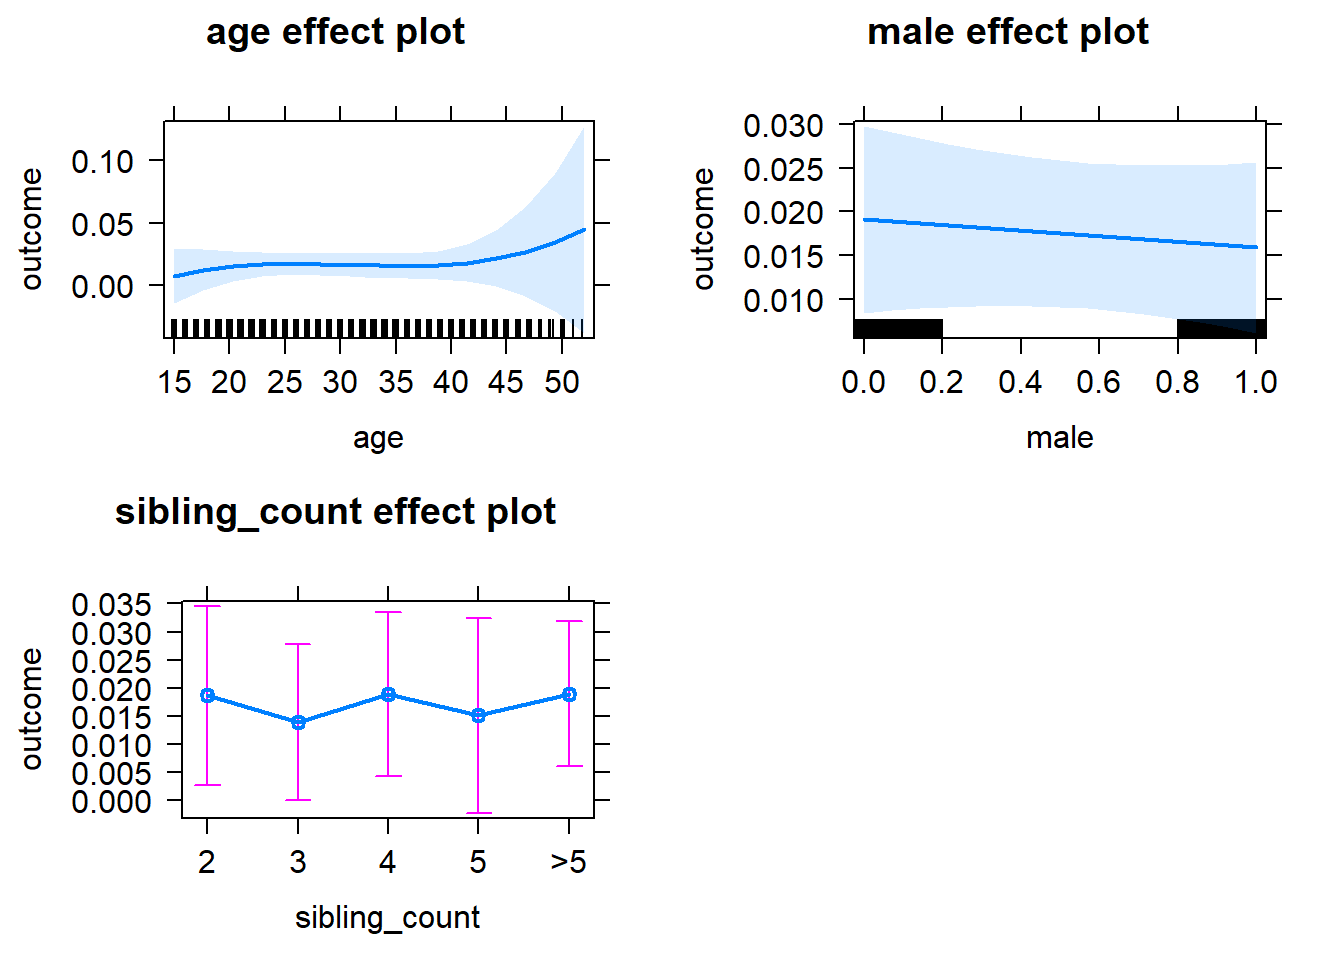 age effect plot
outcome
0.10
0.05
0.00
15 20 25 30 35 40 45 50
age
male effect plot
outcome
0.030
0.025
0.020
0.015
0.010
0.0 0.2 0.4 0.6 0.8 1.0
male
sibling_count effect plot
outcome
0.035
0.030
0.025
0.020
0.015
0.010
0.005
0.000
2 3 4 5 >5
sibling_count